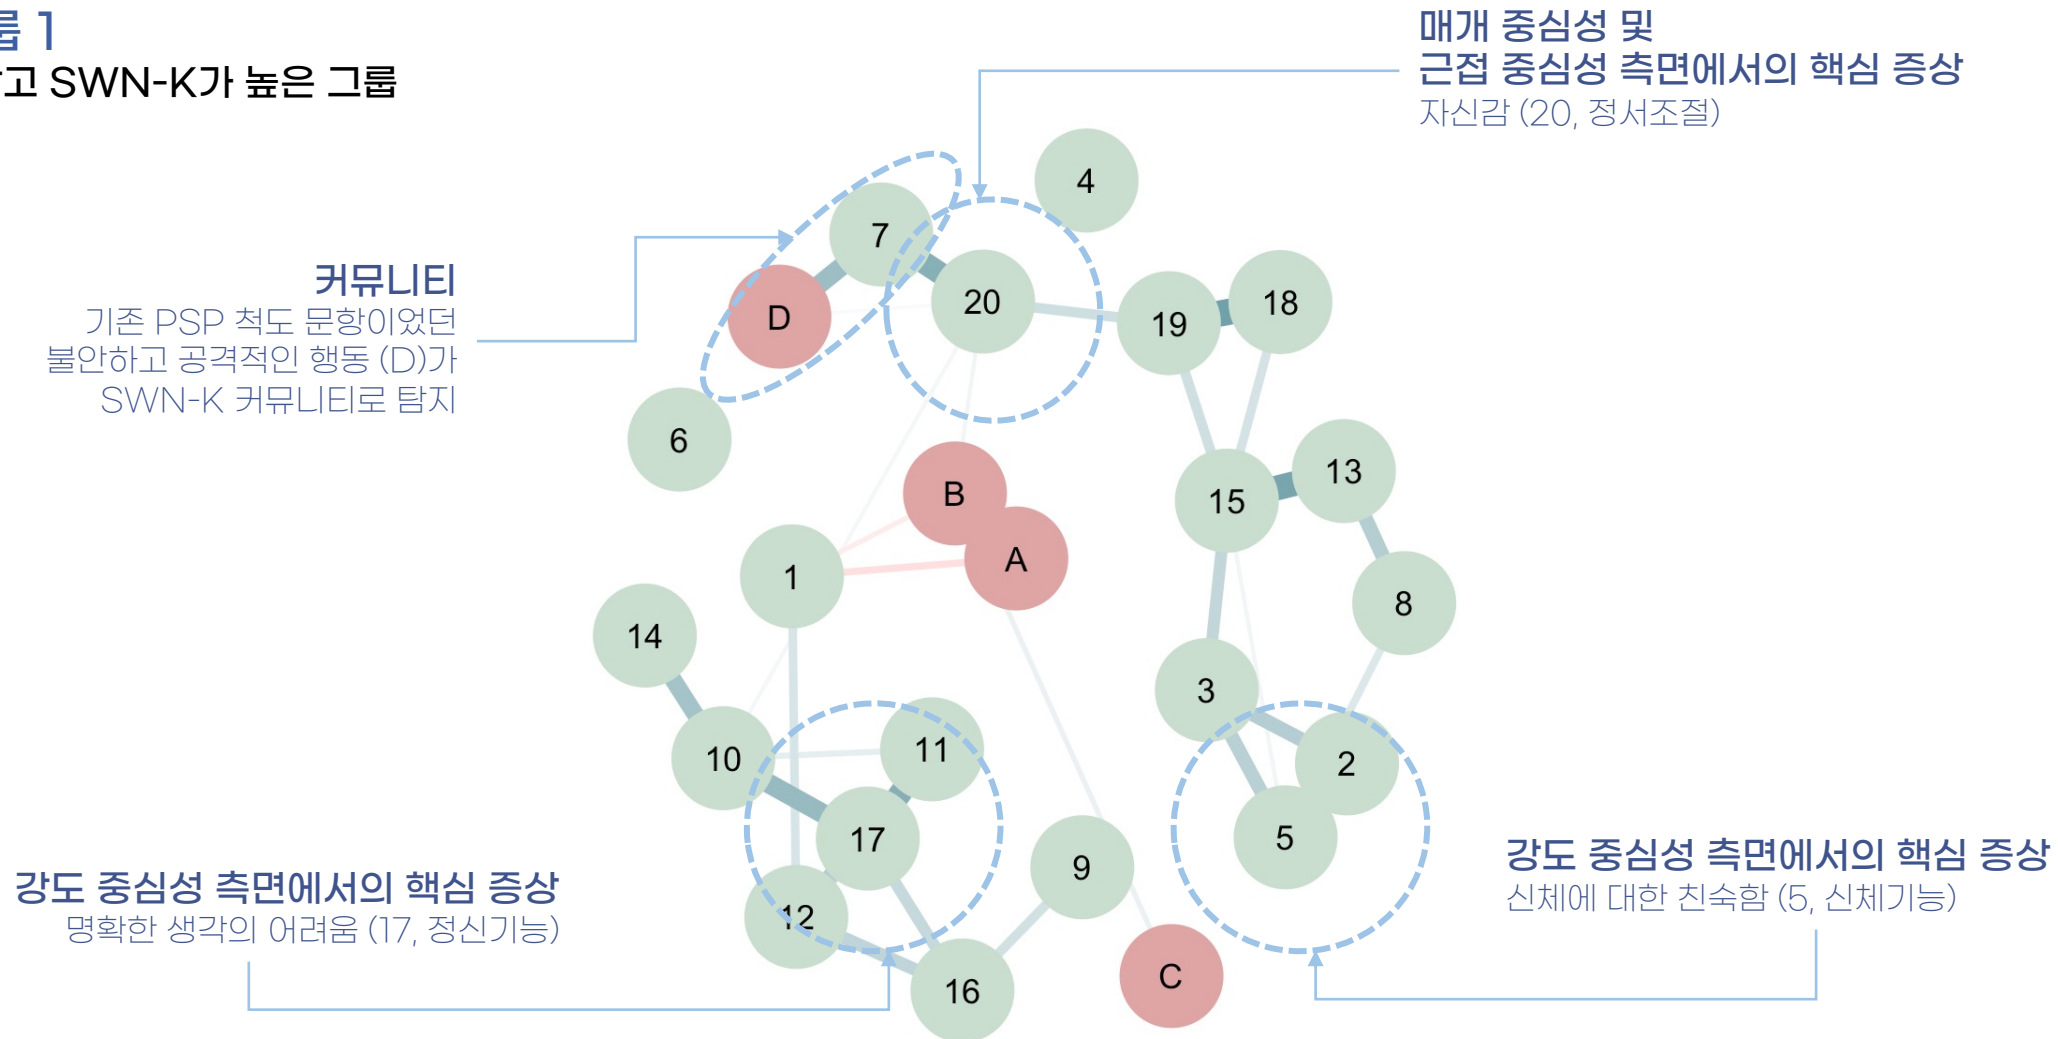 1
SWN-K가 높은 그룹
매개 중심성 및
근접 중심성 측면에서의 핵심 증상
자신감 (20, 정서조절)
커뮤니티
기존 PSP 척도 문항이었던
불안하고 공격적인 행동 (D)가
SWN-K 커뮤니티로 탐지
4
7
20
D
19
18
6
B
15
13
1
A
8
14
3
10
11
2
17
5
9
12
16
C
강도 중심성 측면에서의 핵심 증상
명확한 생각의 어려움 (17, 정신기능)
강도 중심성 측면에서의 핵심 증상
신체에 대한 친숙함 (5, 신체기능)